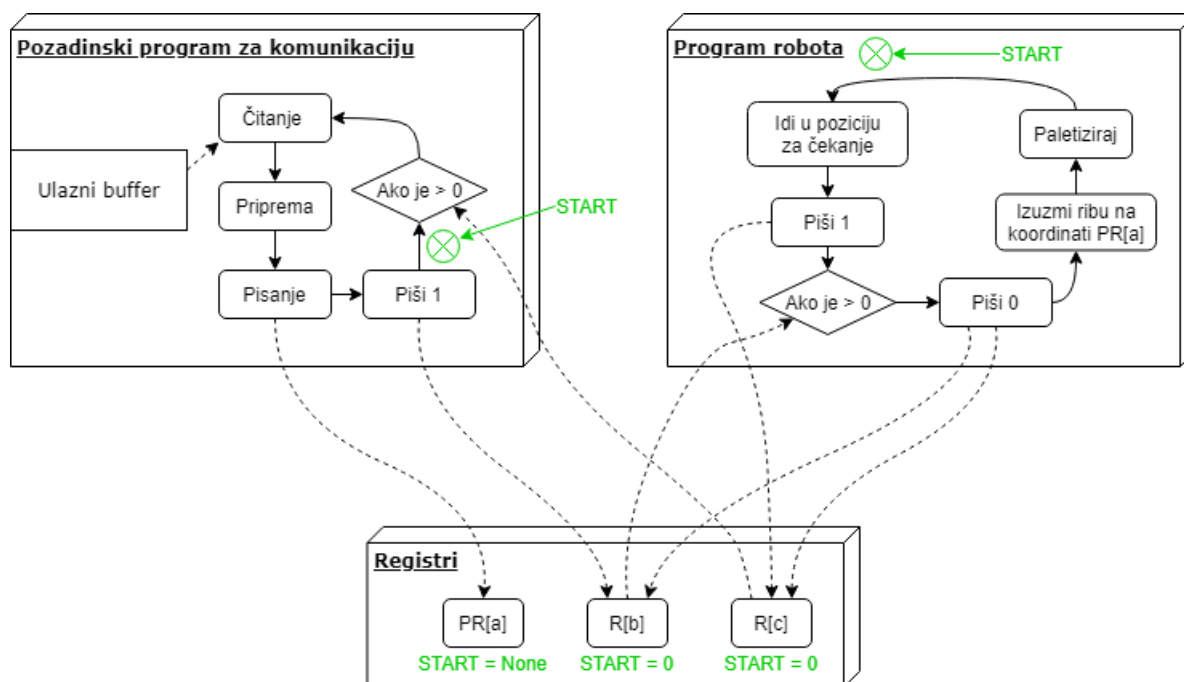 Pozadinski program za komunikaciju
Čitanje
Ulazni buffer
Priprema
Ako je > 0
START
Pisanje
Piši 1
Program robota
START
Idi u poziciju
za čekanje
Paletiziraj
Piši 1
Izuzmi ribu na
koordinati PR[a]
Ako je > 0
Piši 0
Registri
PR[a]
R[b]
R[c]
START = None
START = 0
START = 0